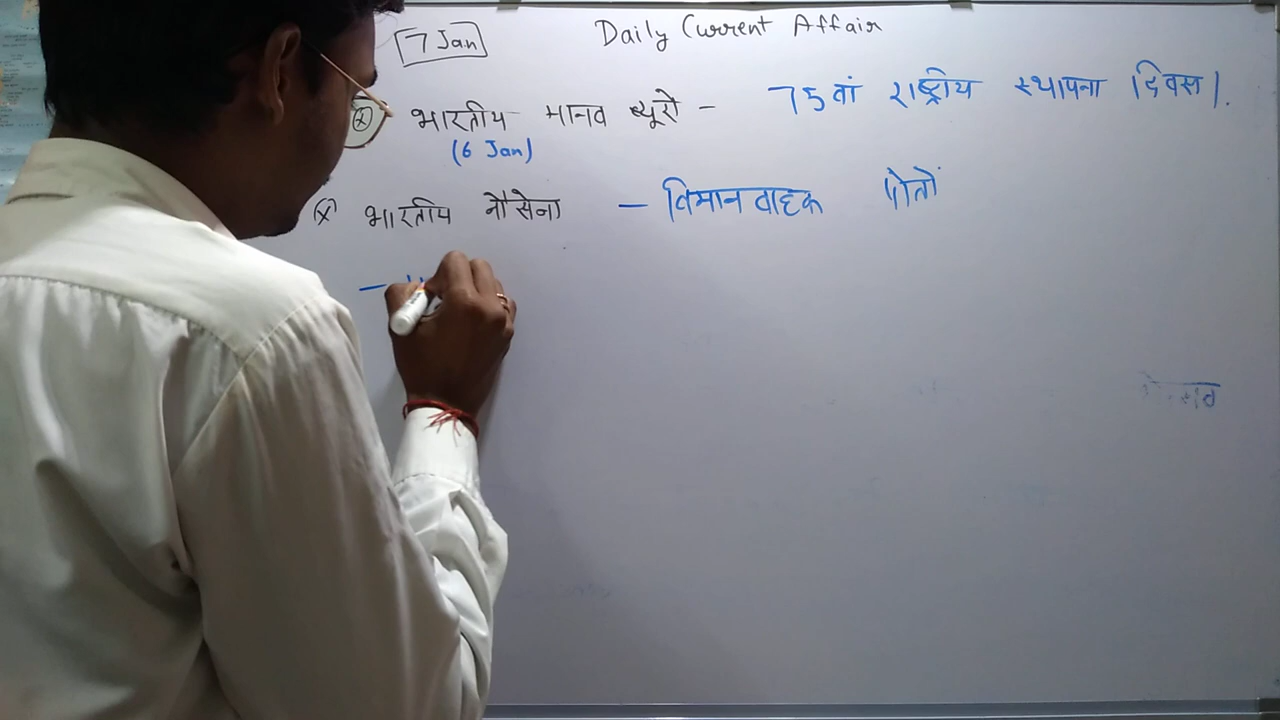 7 Jan Daily Current Affair
भारतीय मानव ब्यूरो - 75वां राष्ट्रीय स्थापना दिवस।
(6 Jan)
भारतीय नौसेना - विमानवाहक पोतों
-